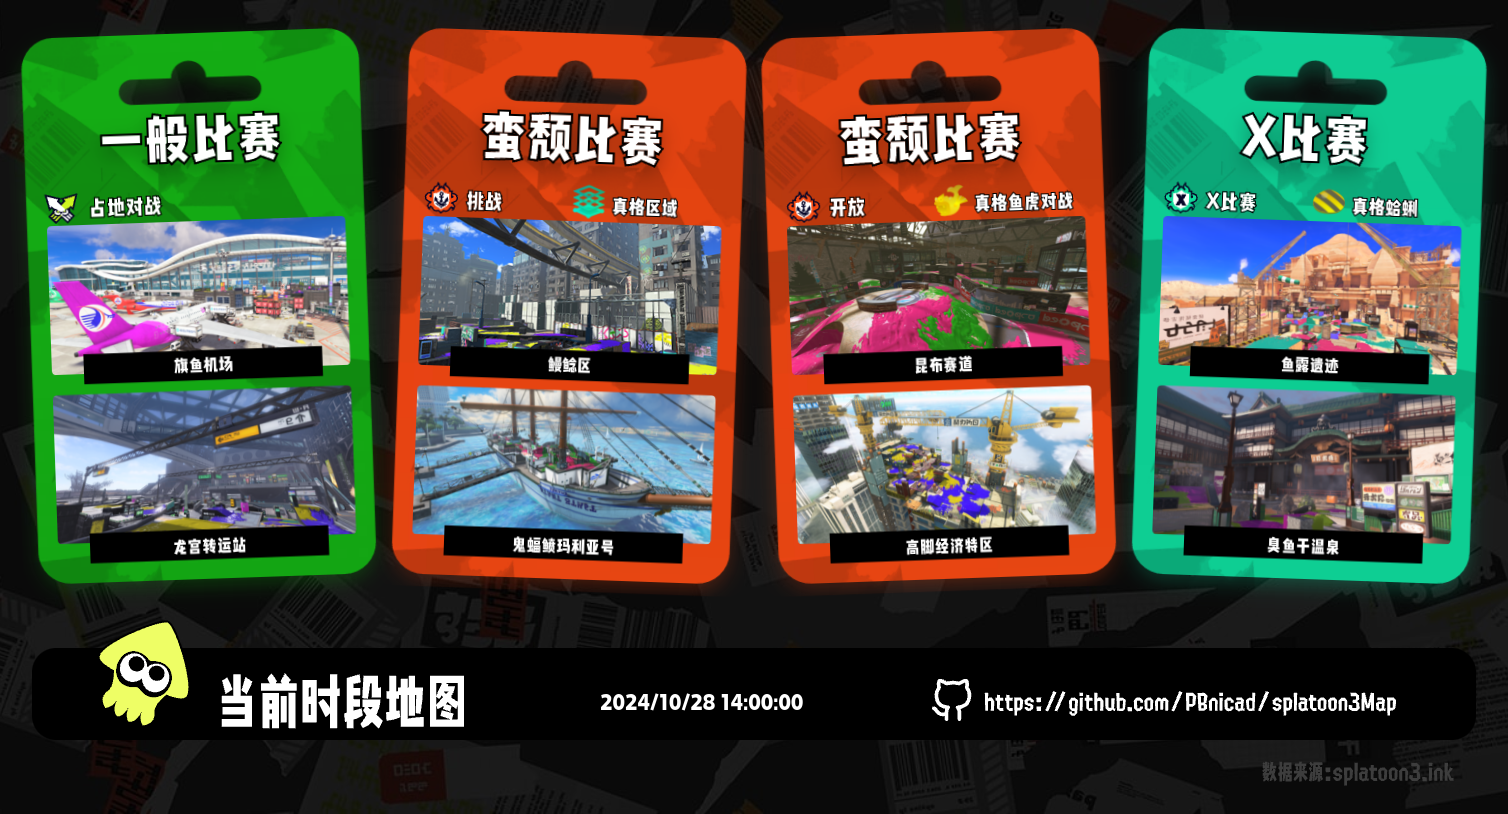 一般比赛
占地对战
旗鱼机场
龙宫转运站
蛮颓比赛
挑战
真格区域
鳗鲶区
鬼蝠鲼玛利亚号
蛮颓比赛
开放
真格鱼虎对战
昆布赛道
高脚经济特区
X比赛
X比赛
真格蛤蜊
鱼露遗迹
臭鱼干温泉
当前时段地图
2024/10/28 14:00:00
https://github.com/PBnicad/splatoon3Map
数据来源:splatoon3.ink